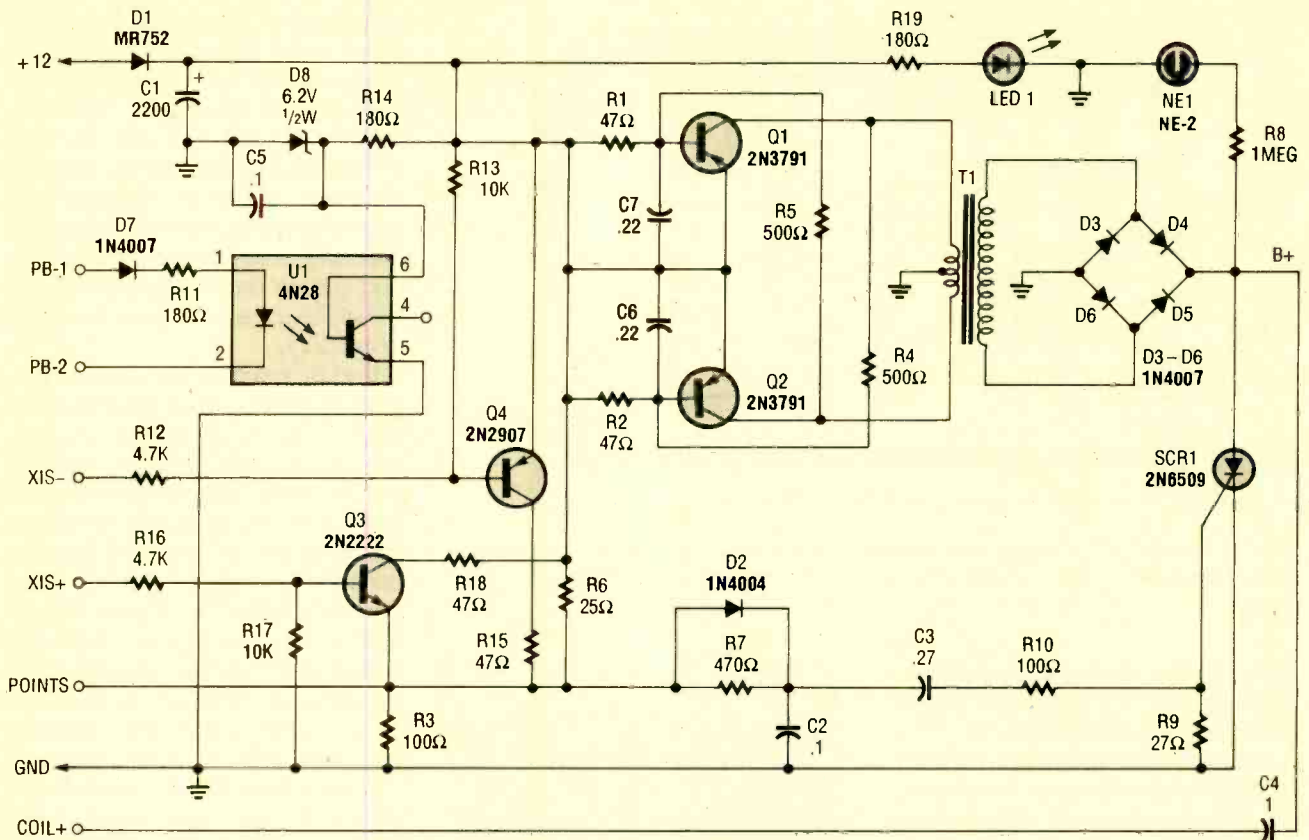 D1
MR752
+12
C1
2200
+
D8
6.2V
1/2W
R14
180Ω
C5
.1
R13
10K
R1
47Ω
Q1
2N3791
R19
180Ω
LED 1
NE1
NE-2
R8
1MEG
T1
C7
.22
R5
500Ω
D3
D4
B+
D6
D5
D3–D6
1N4007
D7
1N4007
PB-1
R11
180Ω
1
U1
4N28
6
4
5
2
PB-2
C6
.22
R4
500Ω
Q2
2N3791
R2
47Ω
Q4
2N2907
R12
4.7K
XIS-
SCR1
2N6509
R16
4.7K
Q3
2N2222
XIS+
R18
47Ω
R6
25Ω
D2
1N4004
R17
10K
R15
47Ω
R7
470Ω
C3
.27
R10
100Ω
POINTS
R3
100Ω
C2
.1
R9
27Ω
GND
C4
1
COIL+